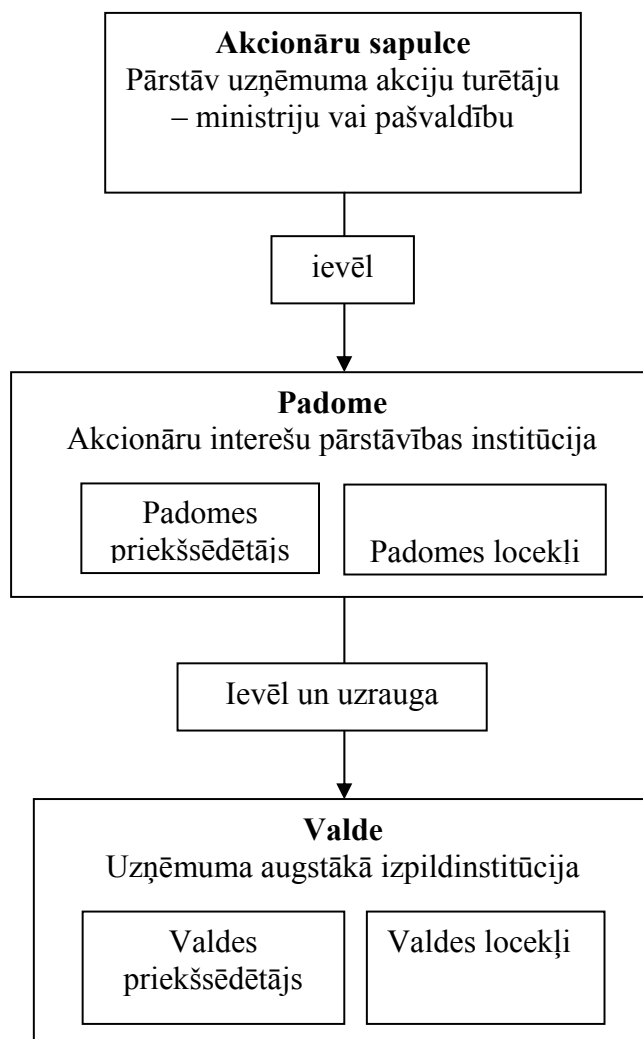 Akcionāru sapulce
Pārstāv uzņēmuma akciju turētāju
– ministriju vai pašvaldību
ievēl
Padome
Akcionāru interešu pārstāvības institūcija
Padomes
priekšsēdētājs
Padomes locekļi
Ievēl un uzrauga
Valde
Uzņēmuma augstākā izpildinstitūcija
Valdes
priekšsēdētājs
Valdes locekļi